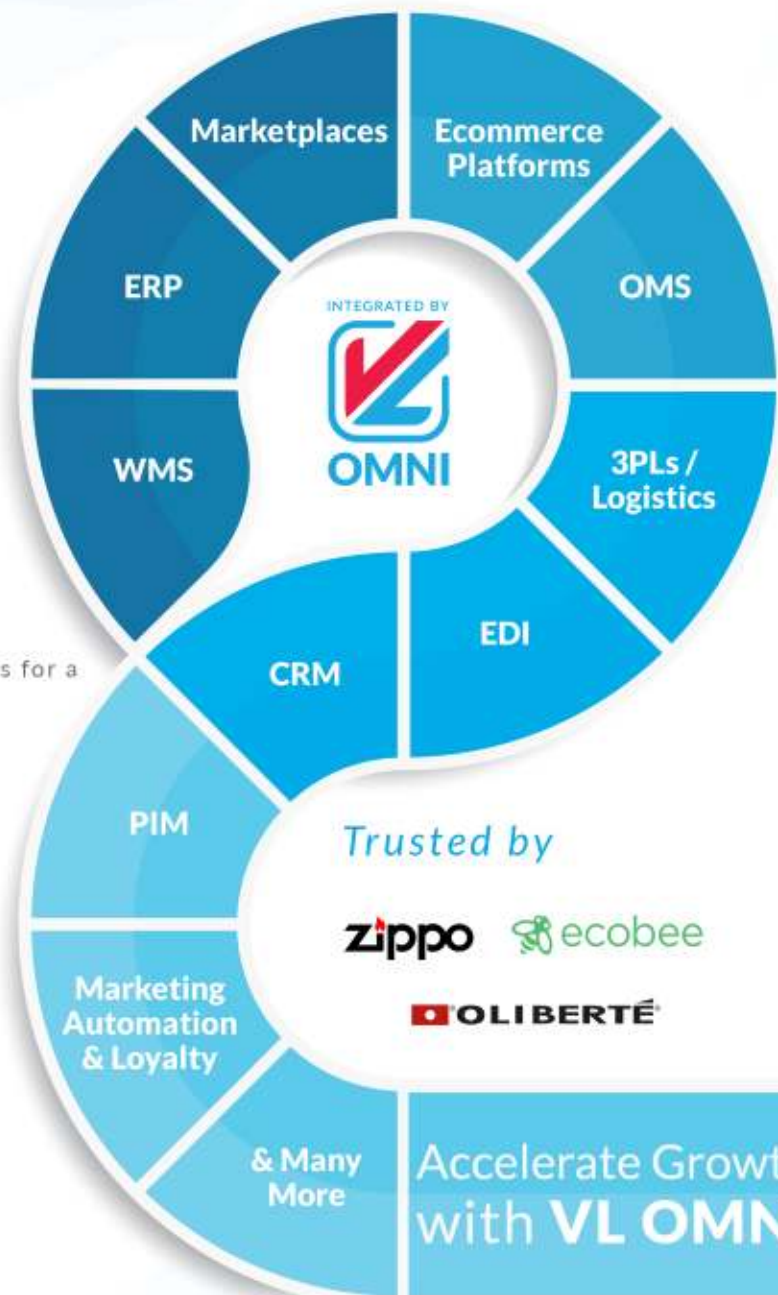 Marketplaces
Ecommerce
Platforms
ERP
OMS
INTEGRATED BY
VL
OMNI
WMS
3PLs /
Logistics
EDI
CRM
s for a
PIM
Trusted by
zippo
ecobee
OLIBERTÉ
Marketing
Automation
& Loyalty
& Many
More
Accelerate Growt
with VL OMN